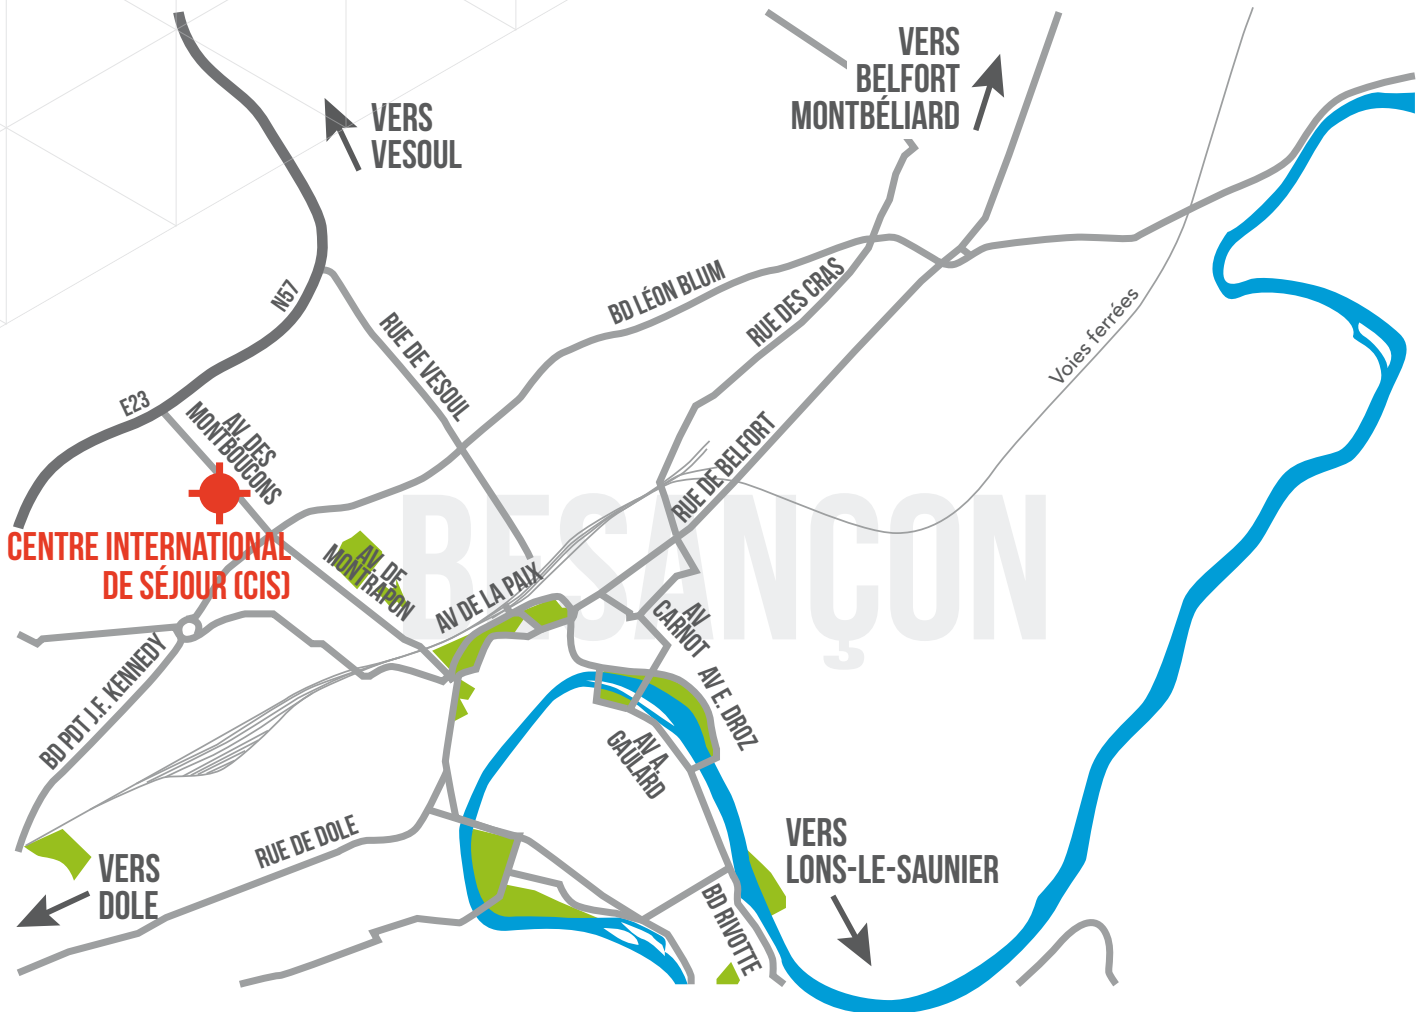 VERS
BELFORT
MONTBÉLIARD
VERS
VESOUL
N57
BD LÉON BLUM
RUE DES CRAS
RUE DE VESOUL
Voies ferrées
E23
AV. DES
MONTBOUCONS
RUE DE BELFORT
BESANÇON
CENTRE INTERNATIONAL
DE SÉJOUR (CIS)
AV. DE
MONTRAPON
AV DE LA PAIX
AV
CARNOT
BD PDT J.F. KENNEDY
AV E. DROZ
AV A.
GAULARD
RUE DE DOLE
VERS
LONS-LE-SAUNIER
VERS
DOLE
BD RIVOTTE